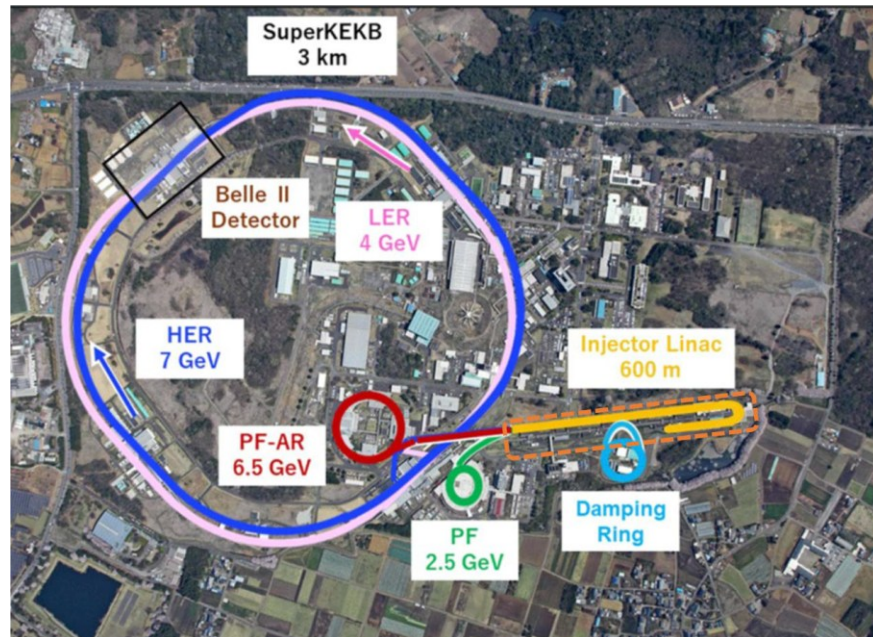 SuperKEKB
3 km
Belle II
Detector
LER
4 GeV
HER
7 GeV
Injector Linac
600 m
PF-AR
6.5 GeV
PF
2.5 GeV
Damping
Ring